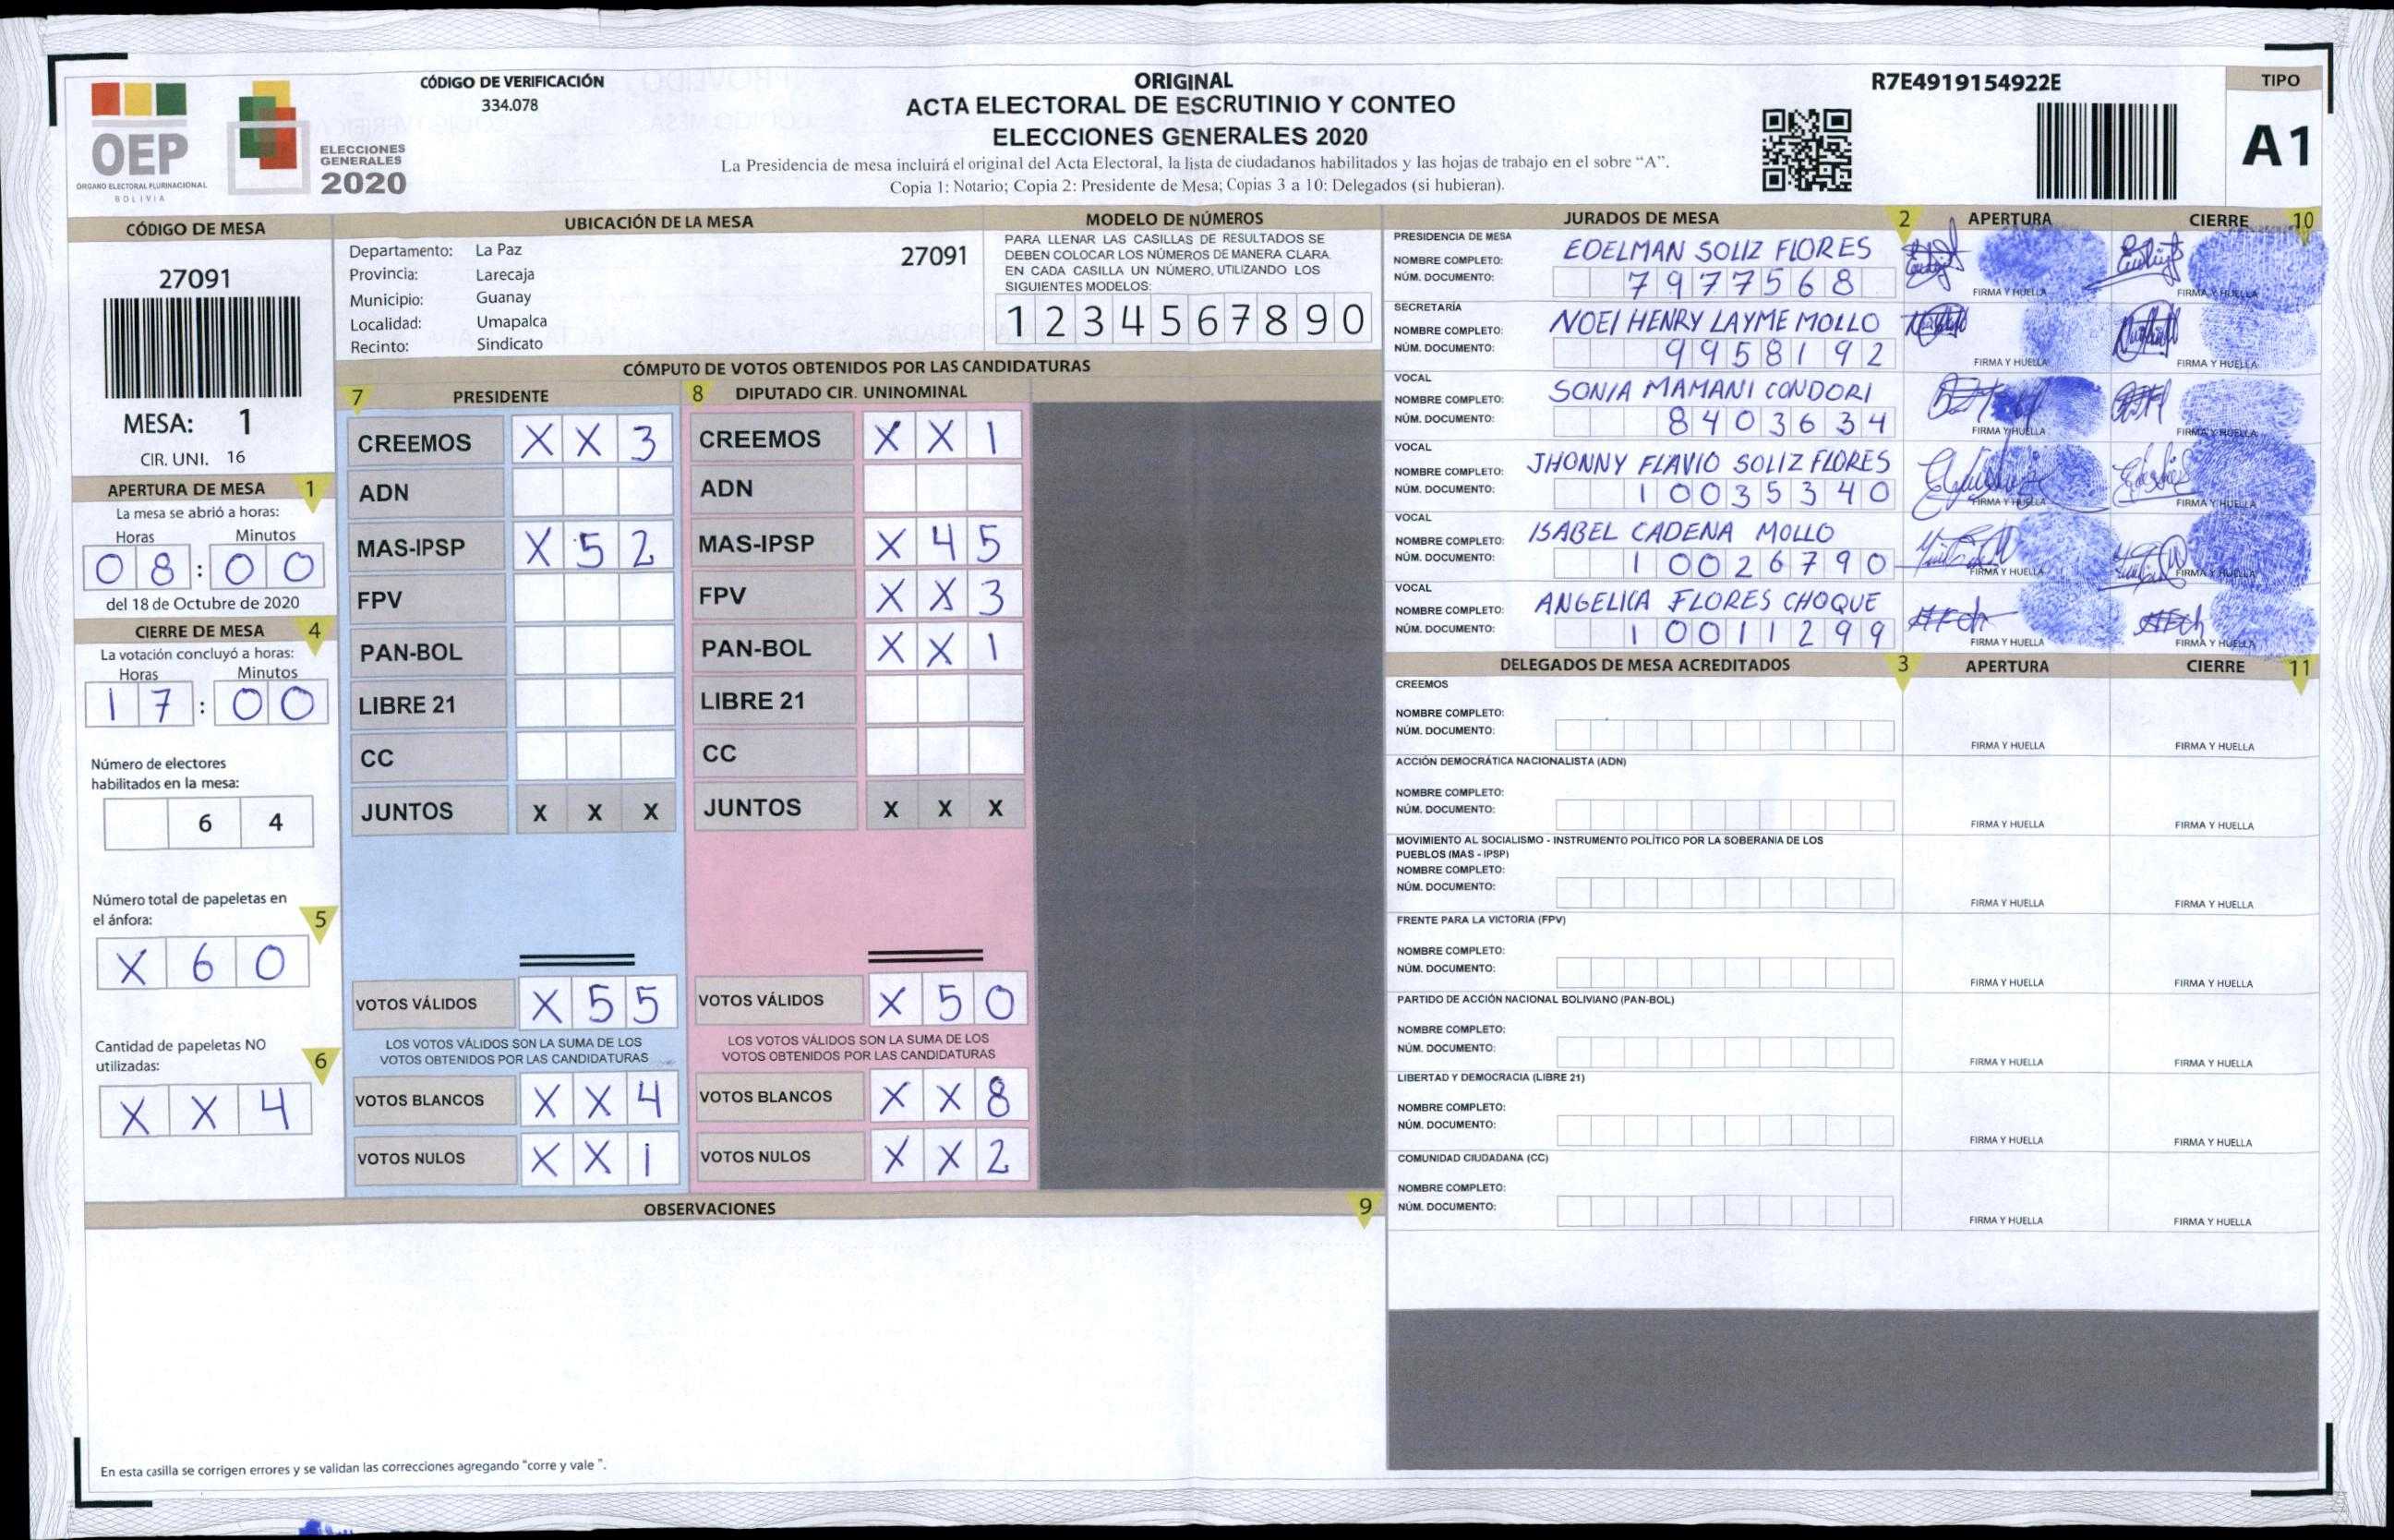 CÓDIGO DE VERIFICACIÓN
334.078
OEP
ÓRGANO ELECTORAL PLURINACIONAL
BOLIVIA
ELECCIONES
GENERALES
2020
ORIGINAL
ACTA ELECTORAL DE ESCRUTINIO Y CONTEO
ELECCIONES GENERALES 2020
La Presidencia de mesa incluirá el original del Acta Electoral, la lista de ciudadanos habilitados y las hojas de trabajo en el sobre “A”.
Copia 1: Notario; Copia 2: Presidente de Mesa; Copias 3 a 10: Delegados (si hubieran).
R7E4919154922E
TIPO
A1
CÓDIGO DE MESA
27091
MESA: 1
CIR. UNI. 16
APERTURA DE MESA 1
La mesa se abrió a horas:
Horas Minutos
08:00
del 18 de Octubre de 2020
CIERRE DE MESA 4
La votación concluyó a horas:
Horas Minutos
17:00
Número de electores
habilitados en la mesa:
6 4
Número total de papeletas en
el ánfora: 5
X 6 0
Cantidad de papeletas NO
utilizadas: 6
X X 4
UBICACIÓN DE LA MESA
Departamento: La Paz 27091
Provincia: Larecaja
Municipio: Guanay
Localidad: Umapalca
Recinto: Sindicato
MODELO DE NÚMEROS
PARA LLENAR LAS CASILLAS DE RESULTADOS SE
DEBEN COLOCAR LOS NÚMEROS DE MANERA CLARA.
EN CADA CASILLA UN NÚMERO, UTILIZANDO LOS
SIGUIENTES MODELOS:
1 2 3 4 5 6 7 8 9 0
CÓMPUTO DE VOTOS OBTENIDOS POR LAS CANDIDATURAS
7 PRESIDENTE
CREEMOS X X 3
ADN
MAS-IPSP X 5 2
FPV
PAN-BOL
LIBRE 21
CC
JUNTOS X X X
VOTOS VÁLIDOS X 5 5
LOS VOTOS VÁLIDOS SON LA SUMA DE LOS
VOTOS OBTENIDOS POR LAS CANDIDATURAS
VOTOS BLANCOS X X 4
VOTOS NULOS X X 1
8 DIPUTADO CIR. UNINOMINAL
CREEMOS X X 1
ADN
MAS-IPSP X 4 5
FPV X X 3
PAN-BOL X X 1
LIBRE 21
CC
JUNTOS X X X
VOTOS VÁLIDOS X 5 0
LOS VOTOS VÁLIDOS SON LA SUMA DE LOS
VOTOS OBTENIDOS POR LAS CANDIDATURAS
VOTOS BLANCOS X X 8
VOTOS NULOS X X 2
OBSERVACIONES 9
En esta casilla se corrigen errores y se validan las correcciones agregando "corre y vale ".
JURADOS DE MESA 2 APERTURA CIERRE 10
PRESIDENCIA DE MESA
NOMBRE COMPLETO: EDELMAN SOLIZ FLORES
NÚM. DOCUMENTO: 7977568
FIRMA Y HUELLA FIRMA Y HUELLA
SECRETARÍA
NOMBRE COMPLETO: NOEl HENRY LAYME MOLLO
NÚM. DOCUMENTO: 9958192
FIRMA Y HUELLA FIRMA Y HUELLA
VOCAL
NOMBRE COMPLETO: SONIA MAMANI CONDORI
NÚM. DOCUMENTO: 8403634
FIRMA Y HUELLA FIRMA Y HUELLA
VOCAL
NOMBRE COMPLETO: JHONNY FLAVIO SOLIZ FLORES
NÚM. DOCUMENTO: 10035340
FIRMA Y HUELLA FIRMA Y HUELLA
VOCAL
NOMBRE COMPLETO: ISABEL CADENA MOLLO
NÚM. DOCUMENTO: 10026790
FIRMA Y HUELLA FIRMA Y HUELLA
VOCAL
NOMBRE COMPLETO: ANGELICA FLORES CHOQUE
NÚM. DOCUMENTO: 10011299
FIRMA Y HUELLA FIRMA Y HUELLA
DELEGADOS DE MESA ACREDITADOS 3 APERTURA CIERRE 11
CREEMOS
NOMBRE COMPLETO:
NÚM. DOCUMENTO:
FIRMA Y HUELLA FIRMA Y HUELLA
ACCIÓN DEMOCRÁTICA NACIONALISTA (ADN)
NOMBRE COMPLETO:
NÚM. DOCUMENTO:
FIRMA Y HUELLA FIRMA Y HUELLA
MOVIMIENTO AL SOCIALISMO - INSTRUMENTO POLÍTICO POR LA SOBERANIA DE LOS
PUEBLOS (MAS - IPSP)
NOMBRE COMPLETO:
NÚM. DOCUMENTO:
FIRMA Y HUELLA FIRMA Y HUELLA
FRENTE PARA LA VICTORIA (FPV)
NOMBRE COMPLETO:
NÚM. DOCUMENTO:
FIRMA Y HUELLA FIRMA Y HUELLA
PARTIDO DE ACCIÓN NACIONAL BOLIVIANO (PAN-BOL)
NOMBRE COMPLETO:
NÚM. DOCUMENTO:
FIRMA Y HUELLA FIRMA Y HUELLA
LIBERTAD Y DEMOCRACIA (LIBRE 21)
NOMBRE COMPLETO:
NÚM. DOCUMENTO:
FIRMA Y HUELLA FIRMA Y HUELLA
COMUNIDAD CIUDADANA (CC)
NOMBRE COMPLETO:
NÚM. DOCUMENTO:
FIRMA Y HUELLA FIRMA Y HUELLA